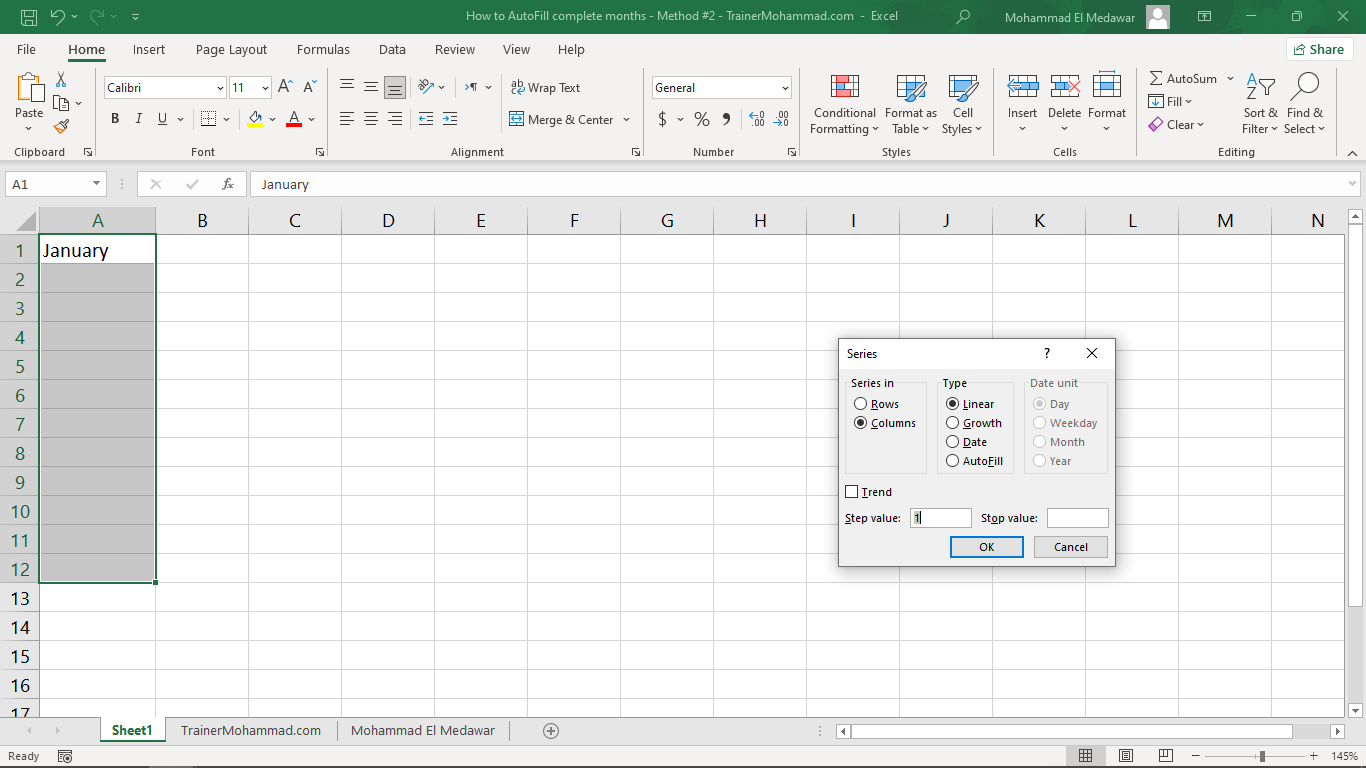 How to AutoFill complete months - Method #2 - TrainerMohammad.com - Excel
Mohammad El Medawar
File Home Insert Page Layout Formulas Data Review View Help Share
Calibri 11 A A ab Wrap Text General AutoSum
Paste Conditional Formatting Format as Table Cell Styles Insert Delete Format Fill Sort & Filter Find & Select
B I U A Merge & Center $ % Clear
Clipboard Font Alignment Number Styles Cells Editing
A1 fx January
A B C D E F G H I J K L M N
1 January
2
3
4
5
6
7
8
9
10
11
12
13
14
15
16
17
Series ?
Series in Type Date unit
Rows Linear Day
Columns Growth Weekday
Date Month
AutoFill Year
Trend
Step value: 1 Stop value:
OK Cancel
Sheet1 TrainerMohammad.com Mohammad El Medawar
Ready 145%